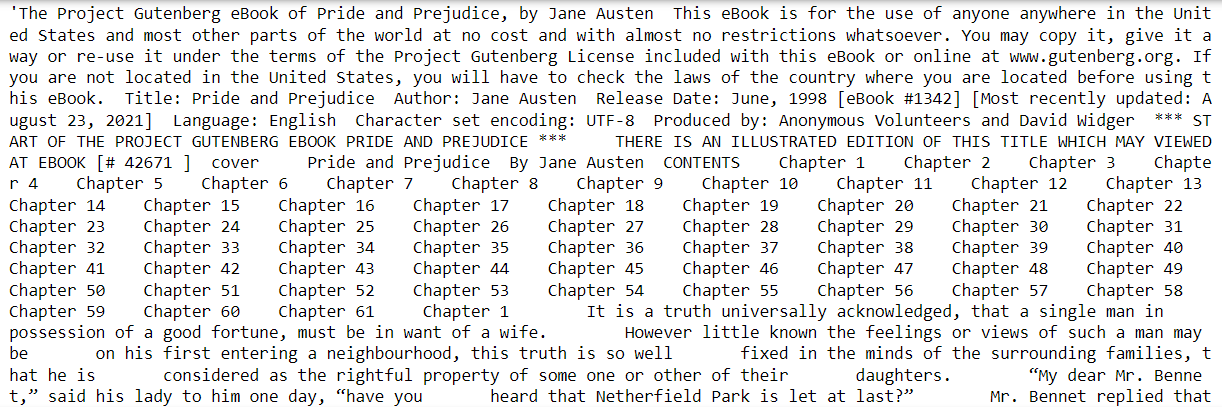 'The Project Gutenberg eBook of Pride and Prejudice, by Jane Austen  This eBook is for the use of anyone anywhere in the Unit
ed States and most other parts of the world at no cost and with almost no restrictions whatsoever. You may copy it, give it a
way or re-use it under the terms of the Project Gutenberg License included with this eBook or online at www.gutenberg.org. If
you are not located in the United States, you will have to check the laws of the country where you are located before using t
his eBook.  Title: Pride and Prejudice  Author: Jane Austen  Release Date: June, 1998 [eBook #1342] [Most recently updated: A
ugust 23, 2021]  Language: English  Character set encoding: UTF-8  Produced by: Anonymous Volunteers and David Widger  *** ST
ART OF THE PROJECT GUTENBERG EBOOK PRIDE AND PREJUDICE ***     THERE IS AN ILLUSTRATED EDITION OF THIS TITLE WHICH MAY VIEWED
AT EBOOK [# 42671 ]  cover     Pride and Prejudice  By Jane Austen  CONTENTS    Chapter 1    Chapter 2    Chapter 3    Chapte
r 4    Chapter 5    Chapter 6    Chapter 7    Chapter 8    Chapter 9    Chapter 10    Chapter 11    Chapter 12    Chapter 13
Chapter 14    Chapter 15    Chapter 16    Chapter 17    Chapter 18    Chapter 19    Chapter 20    Chapter 21    Chapter 22
Chapter 23    Chapter 24    Chapter 25    Chapter 26    Chapter 27    Chapter 28    Chapter 29    Chapter 30    Chapter 31
Chapter 32    Chapter 33    Chapter 34    Chapter 35    Chapter 36    Chapter 37    Chapter 38    Chapter 39    Chapter 40
Chapter 41    Chapter 42    Chapter 43    Chapter 44    Chapter 45    Chapter 46    Chapter 47    Chapter 48    Chapter 49
Chapter 50    Chapter 51    Chapter 52    Chapter 53    Chapter 54    Chapter 55    Chapter 56    Chapter 57    Chapter 58
Chapter 59    Chapter 60    Chapter 61    Chapter 1        It is a truth universally acknowledged, that a single man in
possession of a good fortune, must be in want of a wife.        However little known the feelings or views of such a man may
be       on his first entering a neighbourhood, this truth is so well       fixed in the minds of the surrounding families, t
hat he is       considered as the rightful property of some one or other of their       daughters.        “My dear Mr. Benne
t,” said his lady to him one day, “have you       heard that Netherfield Park is let at last?”        Mr. Bennet replied that